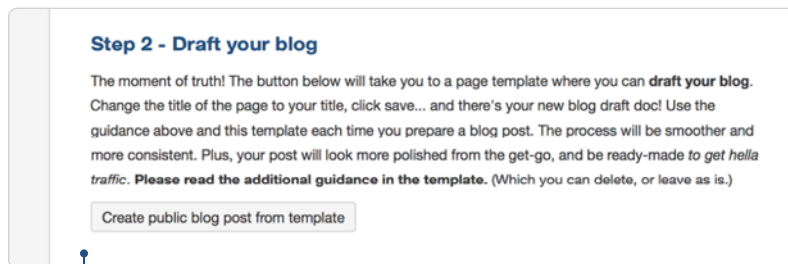 Step 2 - Draft your blog
The moment of truth! The button below will take you to a page template where you can draft your blog.
Change the title of the page to your title, click save... and there's your new blog draft doc! Use the
guidance above and this template each time you prepare a blog post. The process will be smoother and
more consistent. Plus, your post will look more polished from the get-go, and be ready-made to get hella
traffic. Please read the additional guidance in the template. (Which you can delete, or leave as is.)
Create public blog post from template